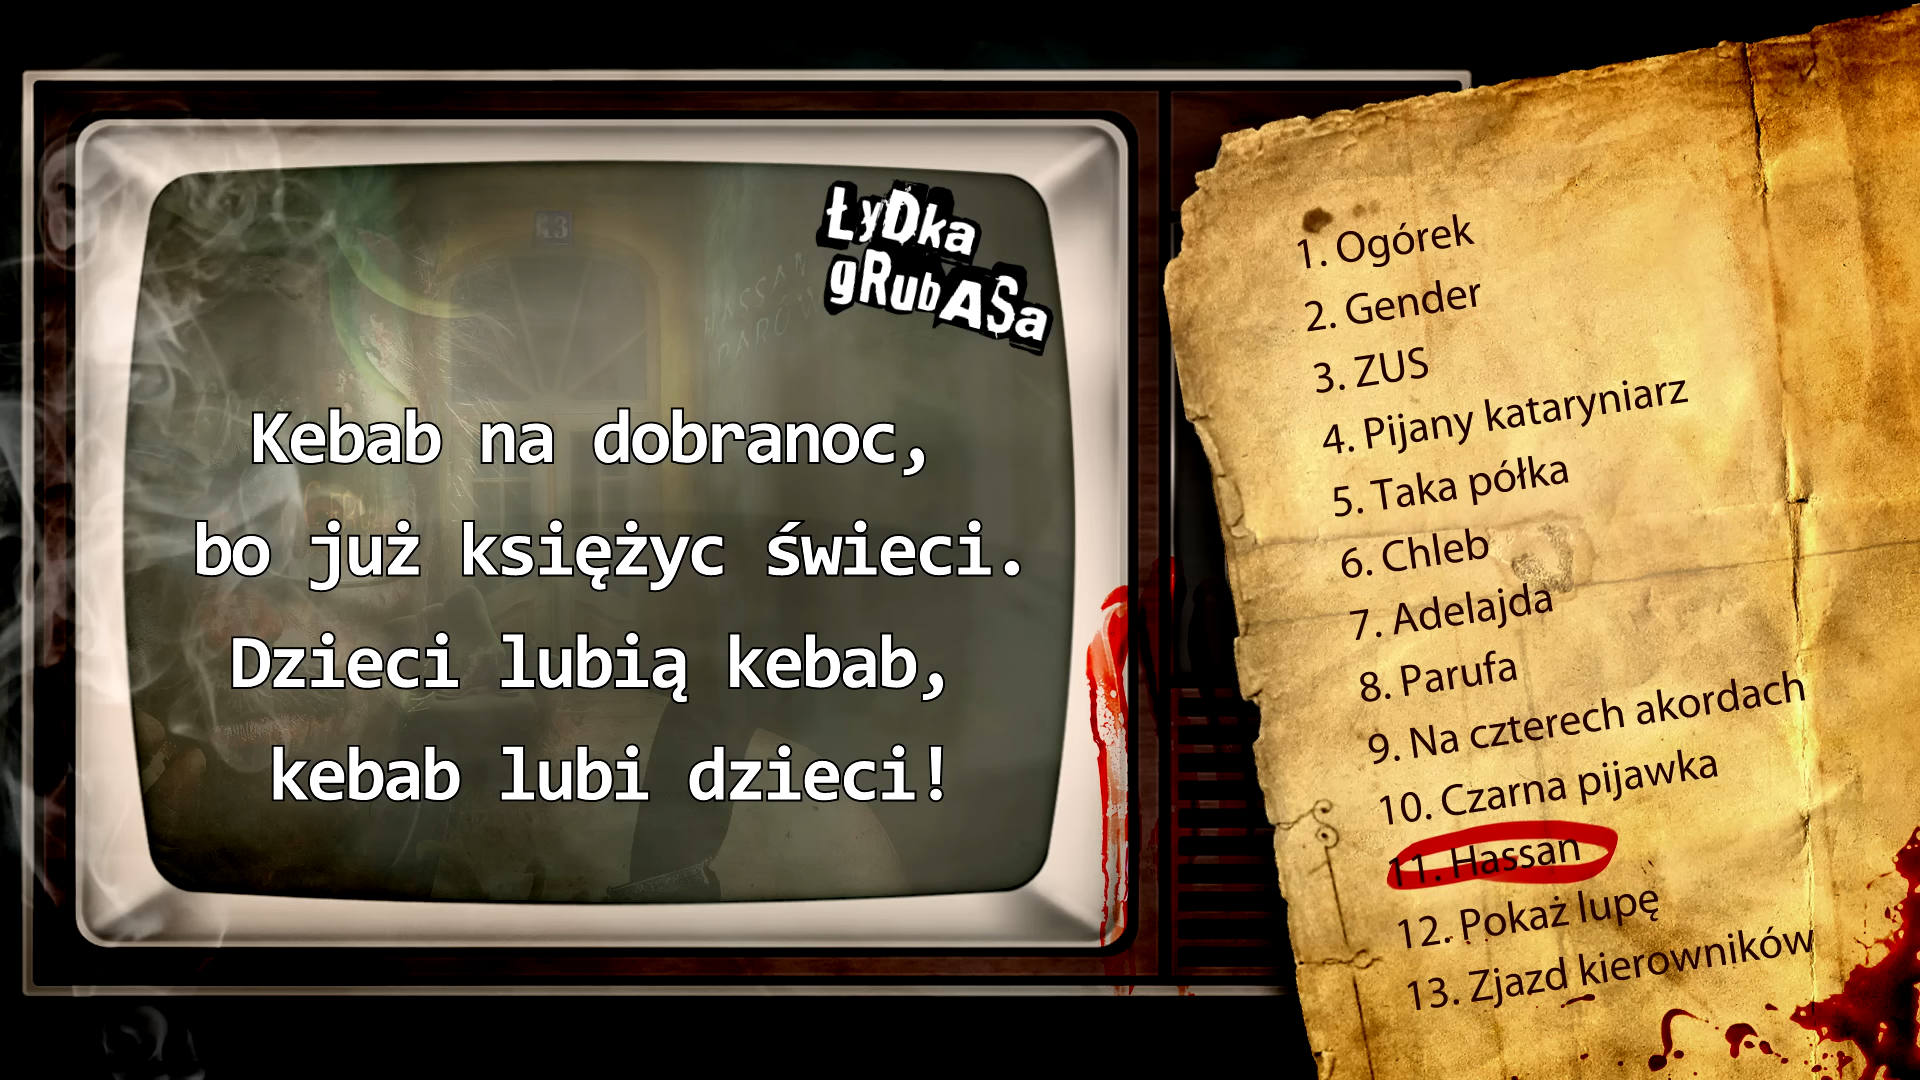 ŁyDka
gRubASa
Kebab na dobranoc,
bo już księżyc świeci.
Dzieci lubią kebab,
kebab lubi dzieci!
1. Ogórek
2. Gender
3. ZUS
4. Pijany kataryniarz
5. Taka półka
6. Chleb
7. Adelajda
8. Parufa
9. Na czterech akordach
10. Czarna pijawka
11. Hassan
12. Pokaż lupę
13. Zjazd kierowników